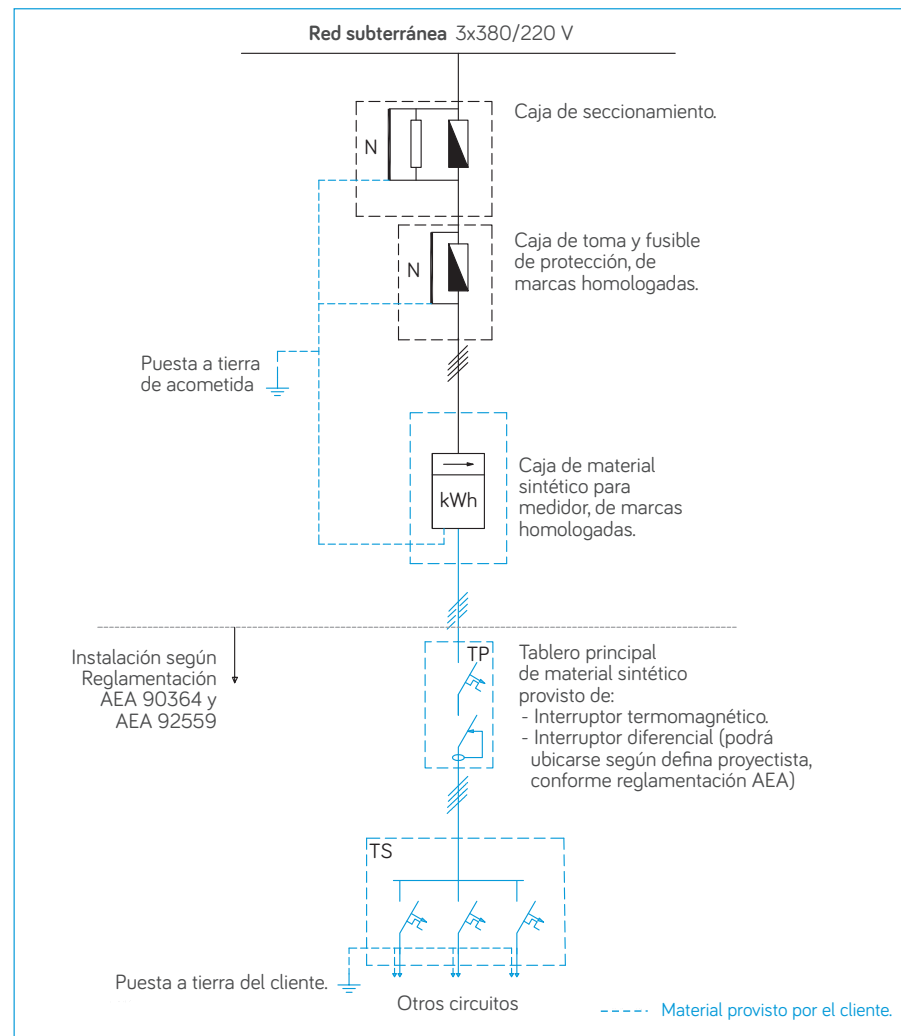 Red subterránea 3x380/220 V
Caja de seccionamiento.
N
Caja de toma y fusible
de protección, de
marcas homologadas.
N
Puesta a tierra
de acometida
Caja de material
sintético para
medidor, de marcas
homologadas.
kWh
Instalación según
Reglamentación
AEA 90364 y
AEA 92559
TP
Tablero principal
de material sintético
provisto de:
- Interruptor termomagnético.
- Interruptor diferencial (podrá
ubicarse según defina proyectista,
conforme reglamentación AEA)
TS
Puesta a tierra del cliente.
Otros circuitos
Material provisto por el cliente.